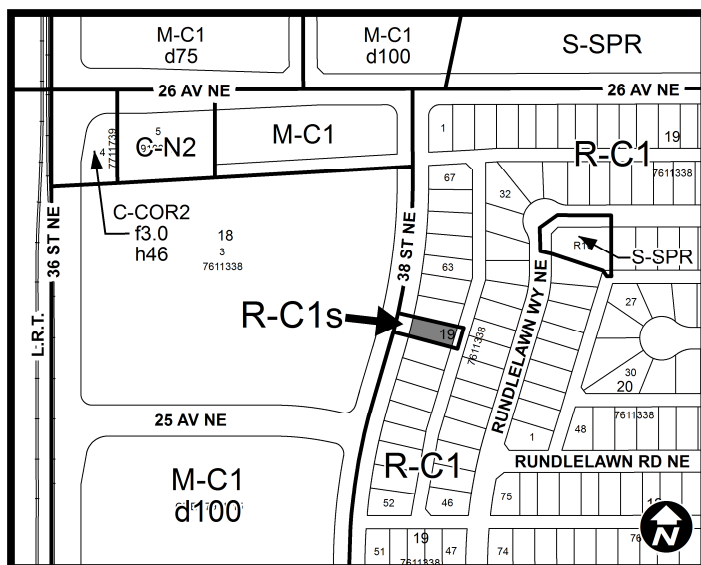 M-C1
d75
M-C1
d100
S-SPR
26 AV NE
26 AV NE
4
7711739
5
C-N2
M-C1
1
19
R-C1
7611338
67
32
C-COR2
f3.0
h46
18
3
7611338
36 ST NE
38 ST NE
L.R.T.
63
S-SPR
R-C1s
19
7611338
RUNDLELAWN WY NE
27
30
20
7611338
25 AV NE
1
48
RUNDLELAWN RD NE
M-C1
d100
R-C1
52
46
75
19
51
47
74
7611338
N